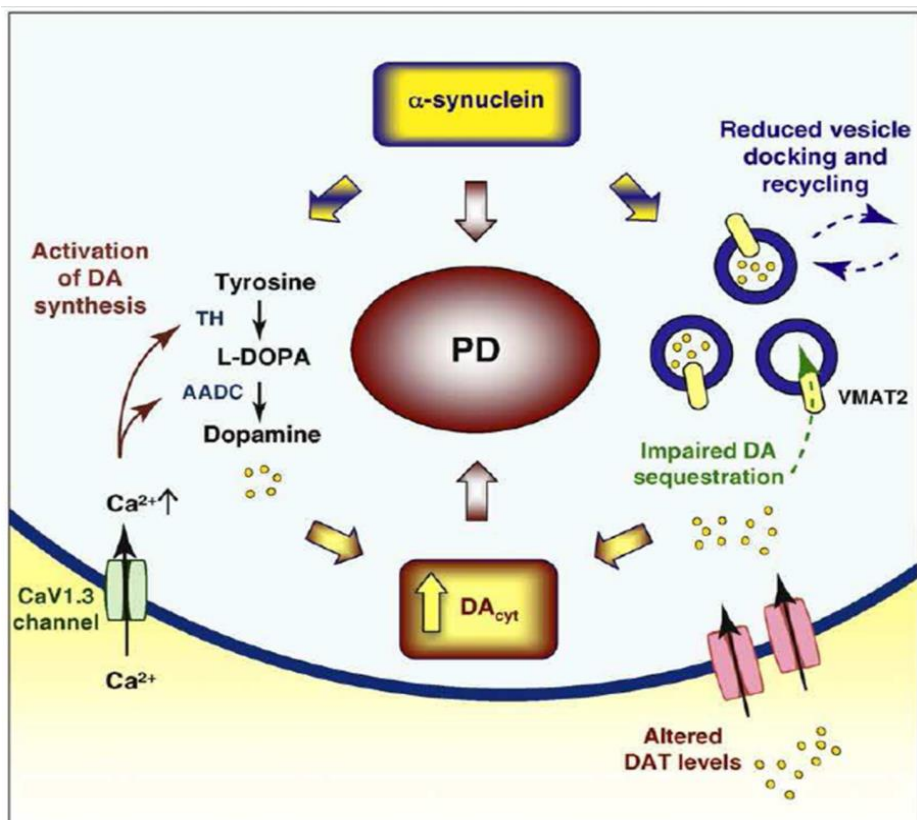 α-synuclein
Reduced vesicle
docking and
recycling
Activation
of DA
synthesis
Tyrosine
TH
L-DOPA
AADC
Dopamine
PD
VMAT2
Impaired DA
sequestration
Ca²⁺↑
CaV1.3
channel
Ca²⁺
DAcyt
Altered
DAT levels